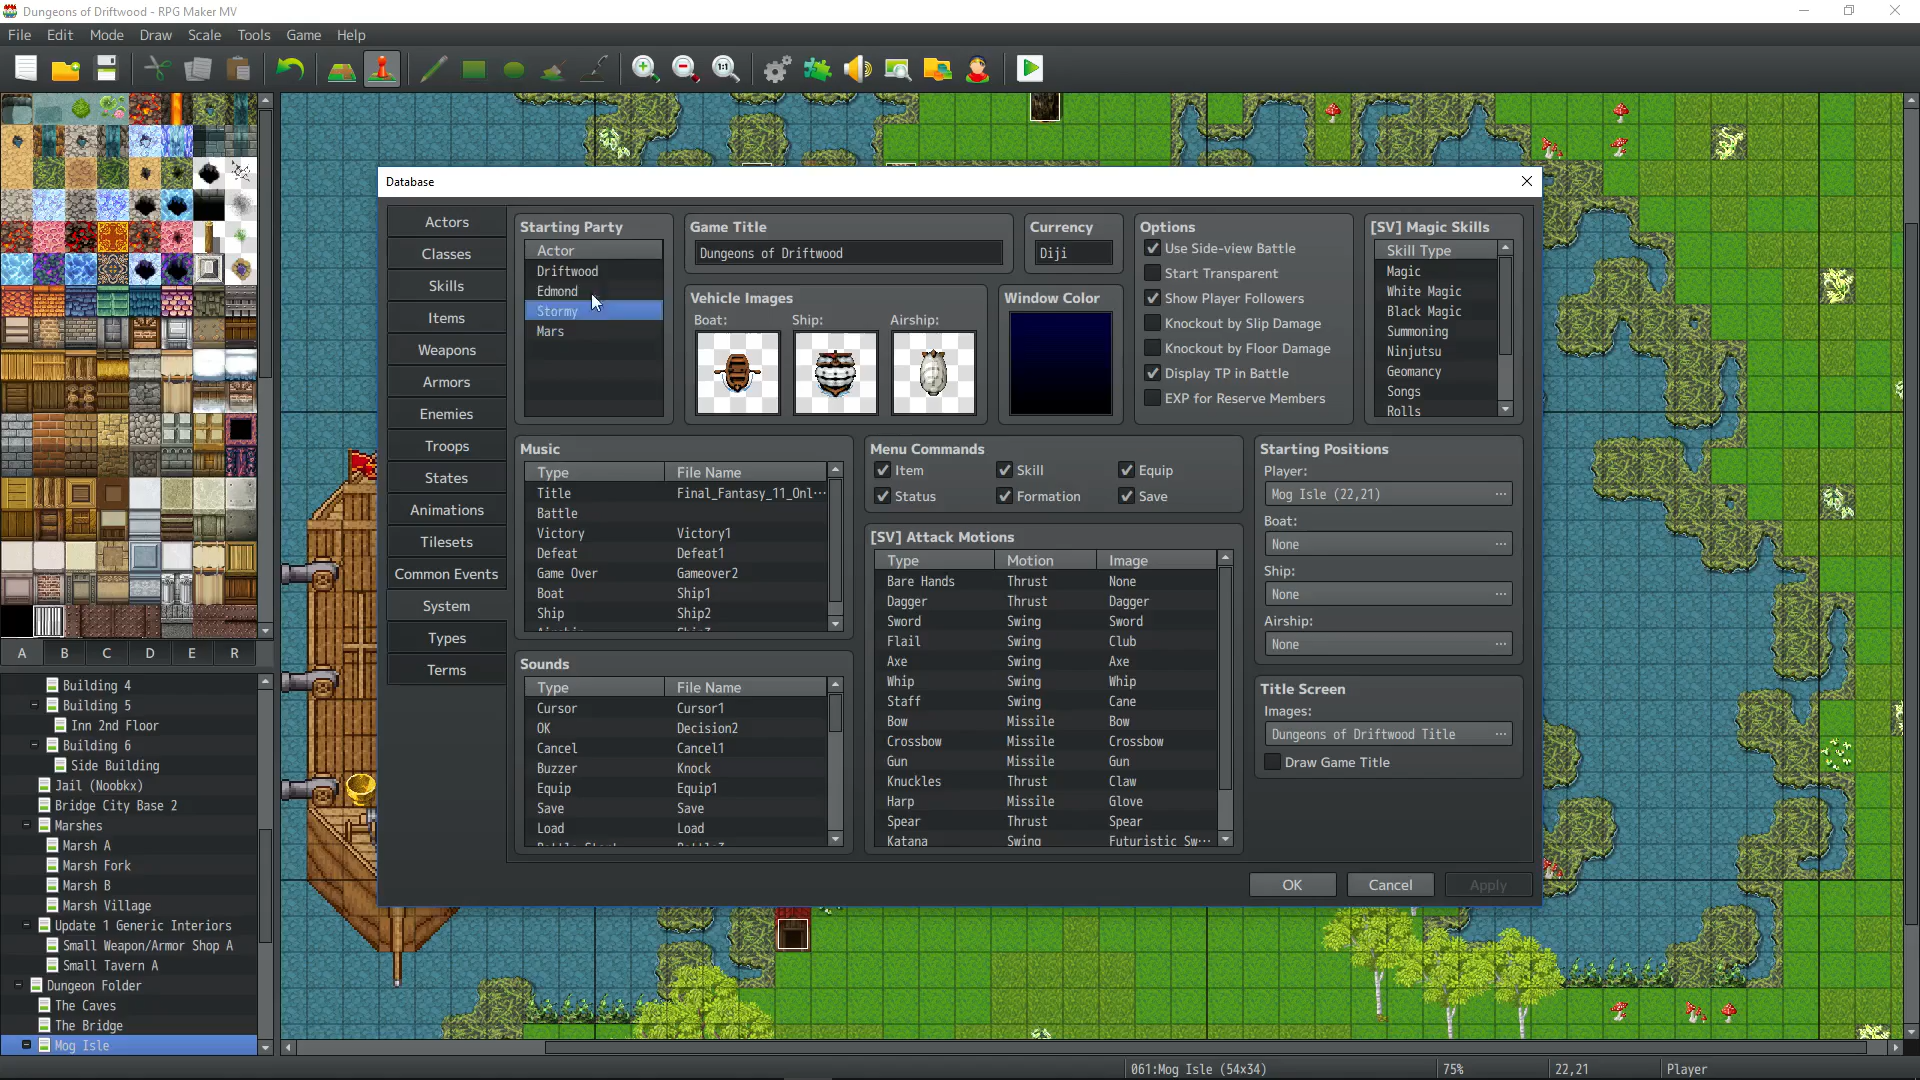 Dungeons of Driftwood - RPG Maker MV
File Edit Mode Draw Scale Tools Game Help
1:1
Database
Actors
Classes
Skills
Items
Weapons
Armors
Enemies
Troops
States
Animations
Tilesets
Common Events
System
Types
Terms
Starting Party
Actor
Driftwood
Edmond
Stormy
Mars
Game Title
Dungeons of Driftwood
Currency
Diji
Vehicle Images
Boat: Ship: Airship:
Window Color
Options
Use Side-view Battle
Start Transparent
Show Player Followers
Knockout by Slip Damage
Knockout by Floor Damage
Display TP in Battle
EXP for Reserve Members
[SV] Magic Skills
Skill Type
Magic
White Magic
Black Magic
Summoning
Ninjutsu
Geomancy
Songs
Rolls
Music
Type File Name
Title Final_Fantasy_11_Onl···
Battle
Victory Victory1
Defeat Defeat1
Game Over Gameover2
Boat Ship1
Ship Ship2
Sounds
Type File Name
Cursor Cursor1
OK Decision2
Cancel Cancel1
Buzzer Knock
Equip Equip1
Save Save
Load Load
Menu Commands
Item Skill Equip
Status Formation Save
[SV] Attack Motions
Type Motion Image
Bare Hands Thrust None
Dagger Thrust Dagger
Sword Swing Sword
Flail Swing Club
Axe Swing Axe
Whip Swing Whip
Staff Swing Cane
Bow Missile Bow
Crossbow Missile Crossbow
Gun Missile Gun
Knuckles Thrust Claw
Harp Missile Glove
Spear Thrust Spear
Katana Swing Futuristic Sw···
Starting Positions
Player:
Mog Isle (22,21) ···
Boat:
None ···
Ship:
None ···
Airship:
None ···
Title Screen
Images:
Dungeons of Driftwood Title ···
Draw Game Title
OK Cancel Apply
A B C D E R
Building 4
Building 5
Inn 2nd Floor
Building 6
Side Building
Jail (Noobkx)
Bridge City Base 2
Marshes
Marsh A
Marsh Fork
Marsh B
Marsh Village
Update 1 Generic Interiors
Small Weapon/Armor Shop A
Small Tavern A
Dungeon Folder
The Caves
The Bridge
Mog Isle
061:Mog Isle (54x34) 75% 22,21 Player